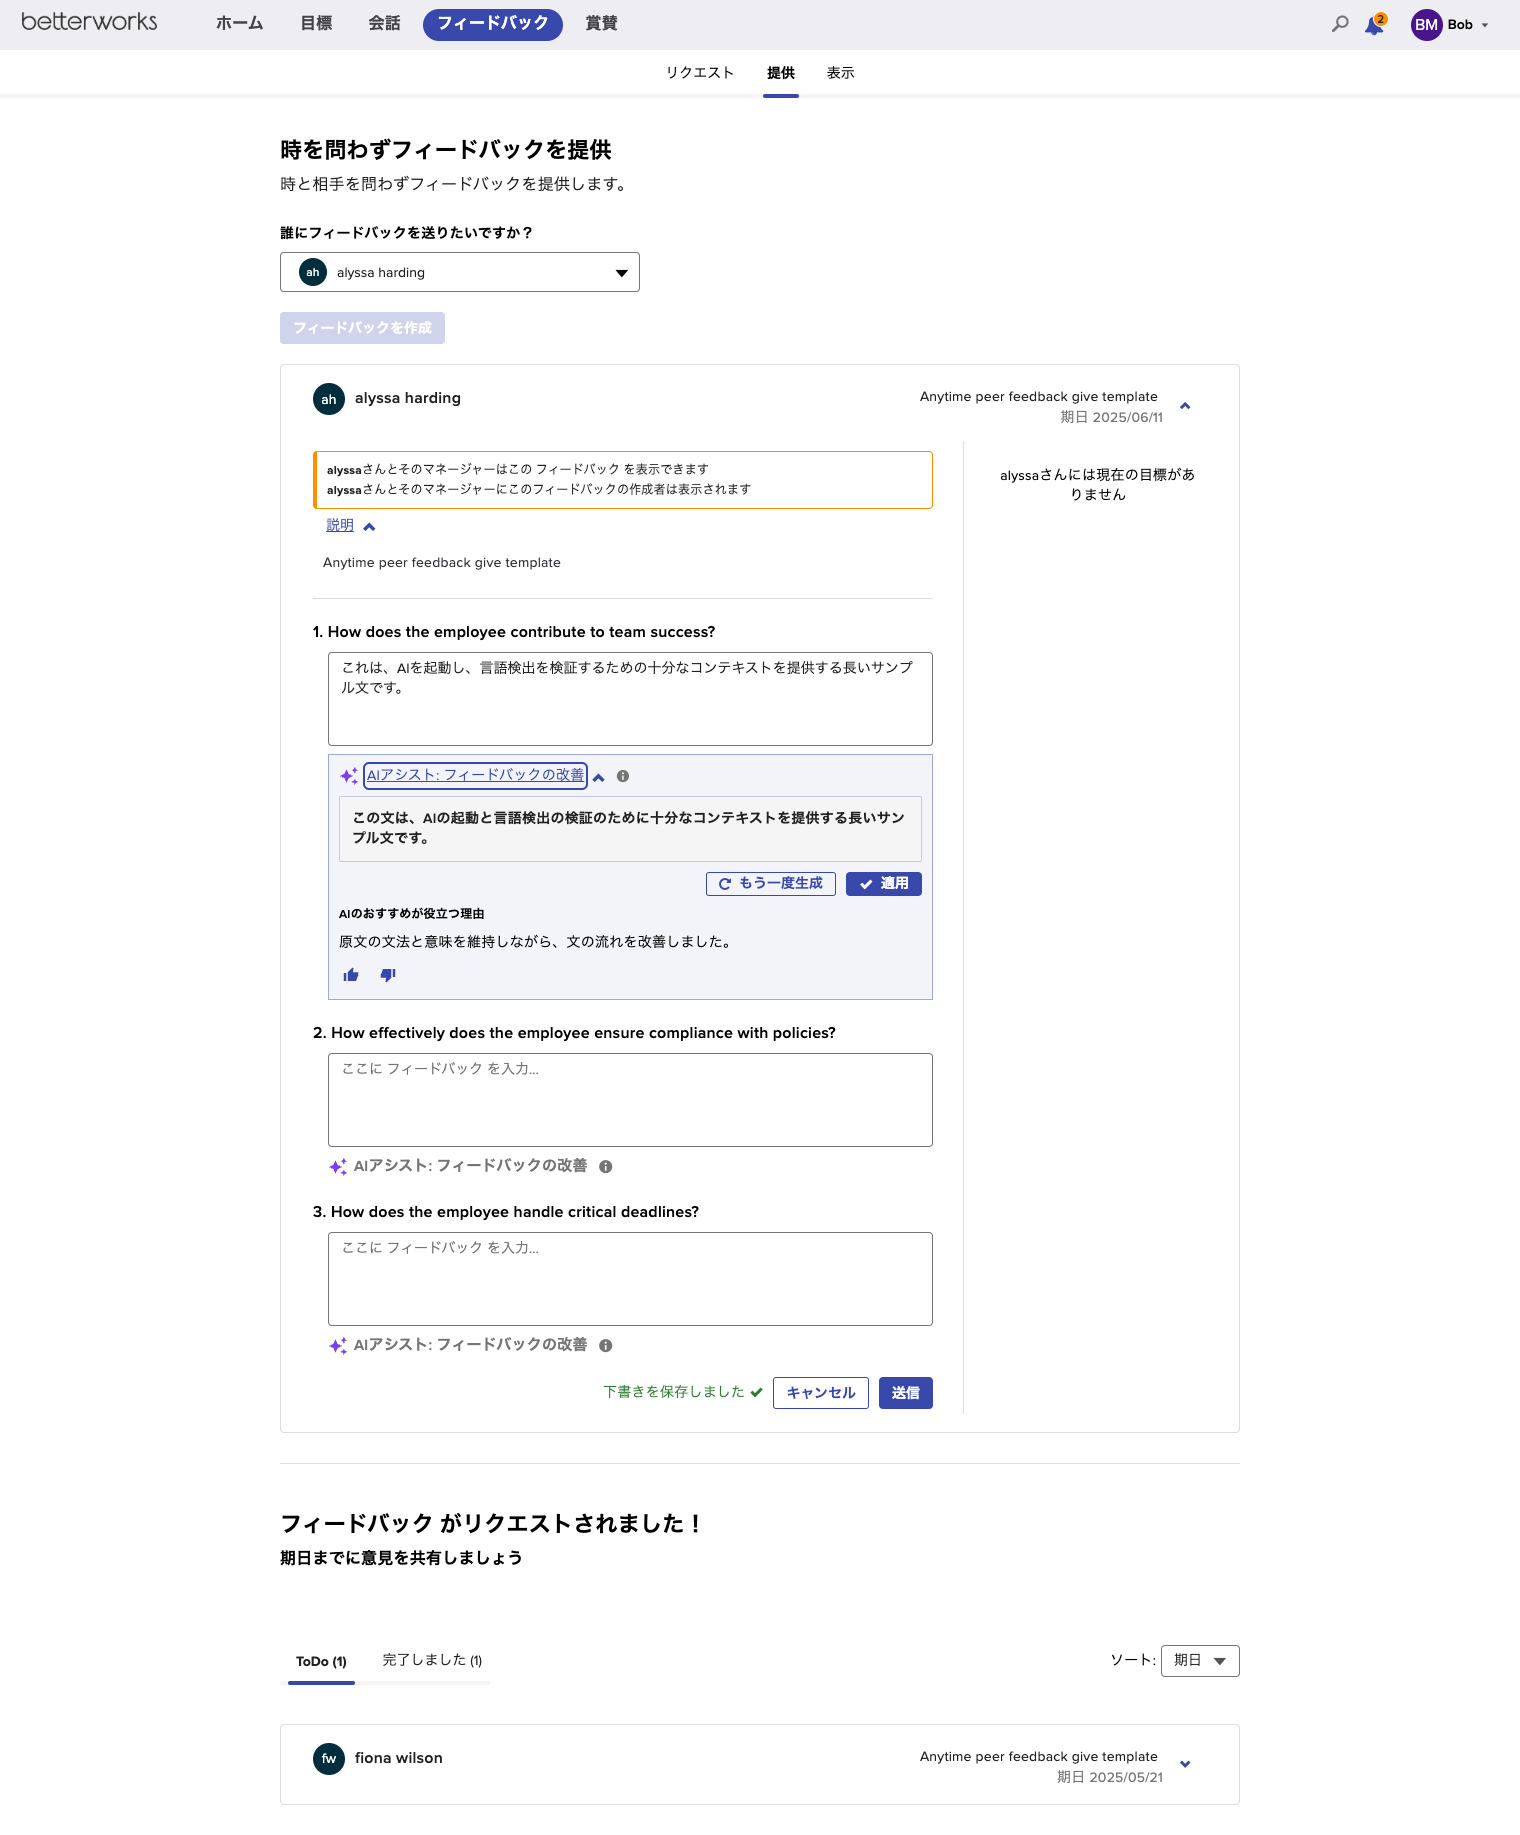 betterworks
ホーム
目標
会話
フィードバック
賞賛
2
BM
Bob
リクエスト
提供
表示
時を問わずフィードバックを提供
時と相手を問わずフィードバックを提供します。
誰にフィードバックを送りたいですか？
ah
alyssa harding
フィードバックを作成
ah
alyssa harding
Anytime peer feedback give template
期日 2025/06/11
alyssaさんとそのマネージャーはこの フィードバック を表示できます
alyssaさんとそのマネージャーにこのフィードバックの作成者は表示されます
alyssaさんには現在の目標があ
りません
説明
Anytime peer feedback give template
1. How does the employee contribute to team success?
これは、AIを起動し、言語検出を検証するための十分なコンテキストを提供する長いサンプ
ル文です。
AIアシスト: フィードバックの改善
この文は、AIの起動と言語検出の検証のために十分なコンテキストを提供する長いサン
プル文です。
もう一度生成
適用
AIのおすすめが役立つ理由
原文の文法と意味を維持しながら、文の流れを改善しました。
2. How effectively does the employee ensure compliance with policies?
ここに フィードバック を入力...
AIアシスト: フィードバックの改善
3. How does the employee handle critical deadlines?
ここに フィードバック を入力...
AIアシスト: フィードバックの改善
下書きを保存しました
キャンセル
送信
フィードバック がリクエストされました！
期日までに意見を共有しましょう
ToDo (1)
完了しました (1)
ソート:
期日
fw
fiona wilson
Anytime peer feedback give template
期日 2025/05/21